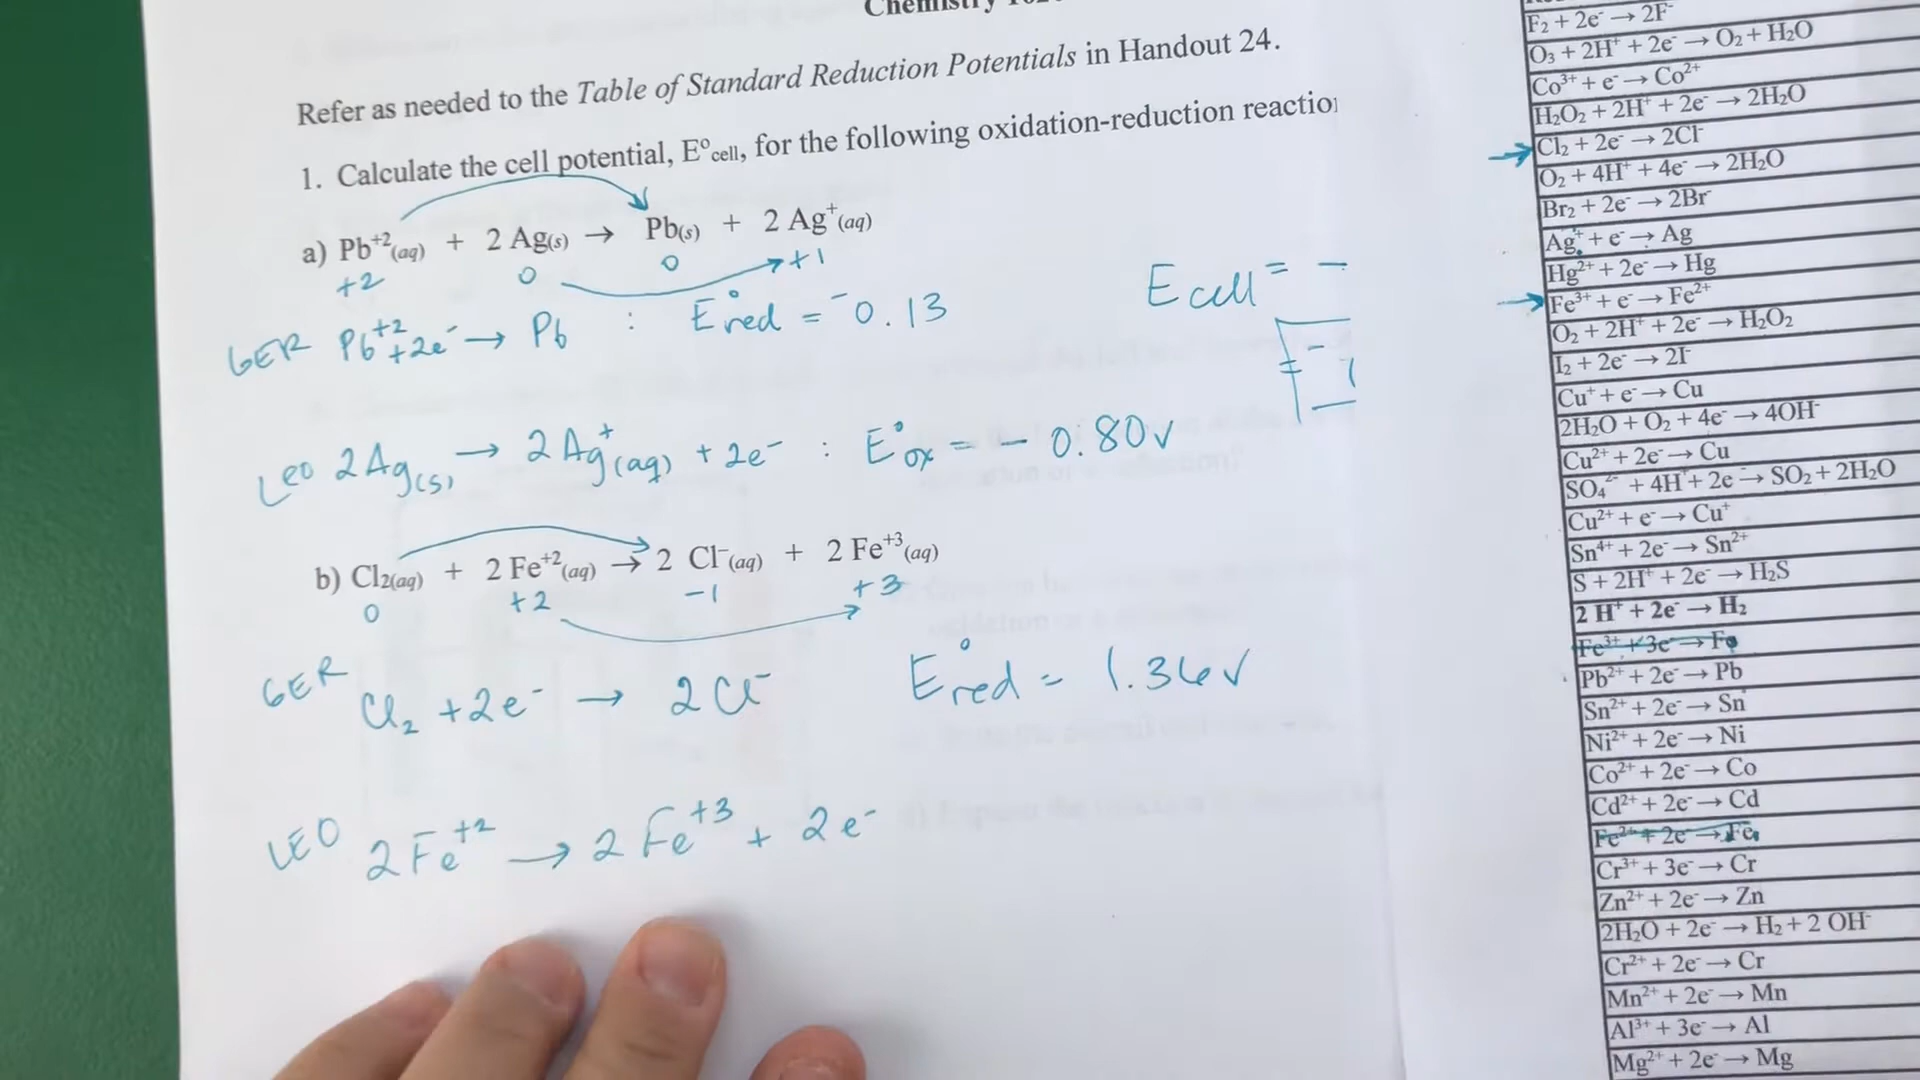 Chemistry
Refer as needed to the Table of Standard Reduction Potentials in Handout 24.
1. Calculate the cell potential, E°cell, for the following oxidation-reduction
a) Pb⁺²(aq) + 2 Ag(s) → Pb(s) + 2 Ag⁺(aq)
+2 0 0 +1
GER Pb⁺² + 2e⁻ → Pb : E°red = ⁻0.13
Ecell = -
= -
LEO 2Ag(s) → 2Ag⁺(aq) + 2e⁻ : E°ox = - 0.80v
b) Cl₂(aq) + 2 Fe⁺²(aq) → 2 Cl⁻(aq) + 2 Fe⁺³(aq)
0 +2 -1 +3
GER Cl₂ + 2e⁻ → 2Cl⁻ E°red = 1.36v
LEO 2Fe⁺² → 2Fe⁺³ + 2e⁻
F₂ + 2e⁻ → 2F⁻
O₃ + 2H⁺ + 2e⁻ → O₂ + H₂O
Co³⁺ + e⁻ → Co²⁺
H₂O₂ + 2H⁺ + 2e⁻ → 2H₂O
Cl₂ + 2e⁻ → 2Cl⁻
O₂ + 4H⁺ + 4e⁻ → 2H₂O
Br₂ + 2e⁻ → 2Br⁻
Ag⁺ + e⁻ → Ag
Hg²⁺ + 2e⁻ → Hg
Fe³⁺ + e⁻ → Fe²⁺
O₂ + 2H⁺ + 2e⁻ → H₂O₂
I₂ + 2e⁻ → 2I⁻
Cu⁺ + e⁻ → Cu
2H₂O + O₂ + 4e⁻ → 4OH⁻
Cu²⁺ + 2e⁻ → Cu
SO₄²⁻ + 4H⁺ + 2e⁻ → SO₂ + 2H₂O
Cu²⁺ + e⁻ → Cu⁺
Sn⁴⁺ + 2e⁻ → Sn²⁺
S + 2H⁺ + 2e⁻ → H₂S
2 H⁺ + 2e⁻ → H₂
Fe³⁺ + 3e⁻ → Fe
Pb²⁺ + 2e⁻ → Pb
Sn²⁺ + 2e⁻ → Sn
Ni²⁺ + 2e⁻ → Ni
Co²⁺ + 2e⁻ → Co
Cd²⁺ + 2e⁻ → Cd
Fe²⁺ + 2e⁻ → Fe
Cr³⁺ + 3e⁻ → Cr
Zn²⁺ + 2e⁻ → Zn
2H₂O + 2e⁻ → H₂ + 2 OH⁻
Cr²⁺ + 2e⁻ → Cr
Mn²⁺ + 2e⁻ → Mn
Al³⁺ + 3e⁻ → Al
Mg²⁺ + 2e⁻ → Mg